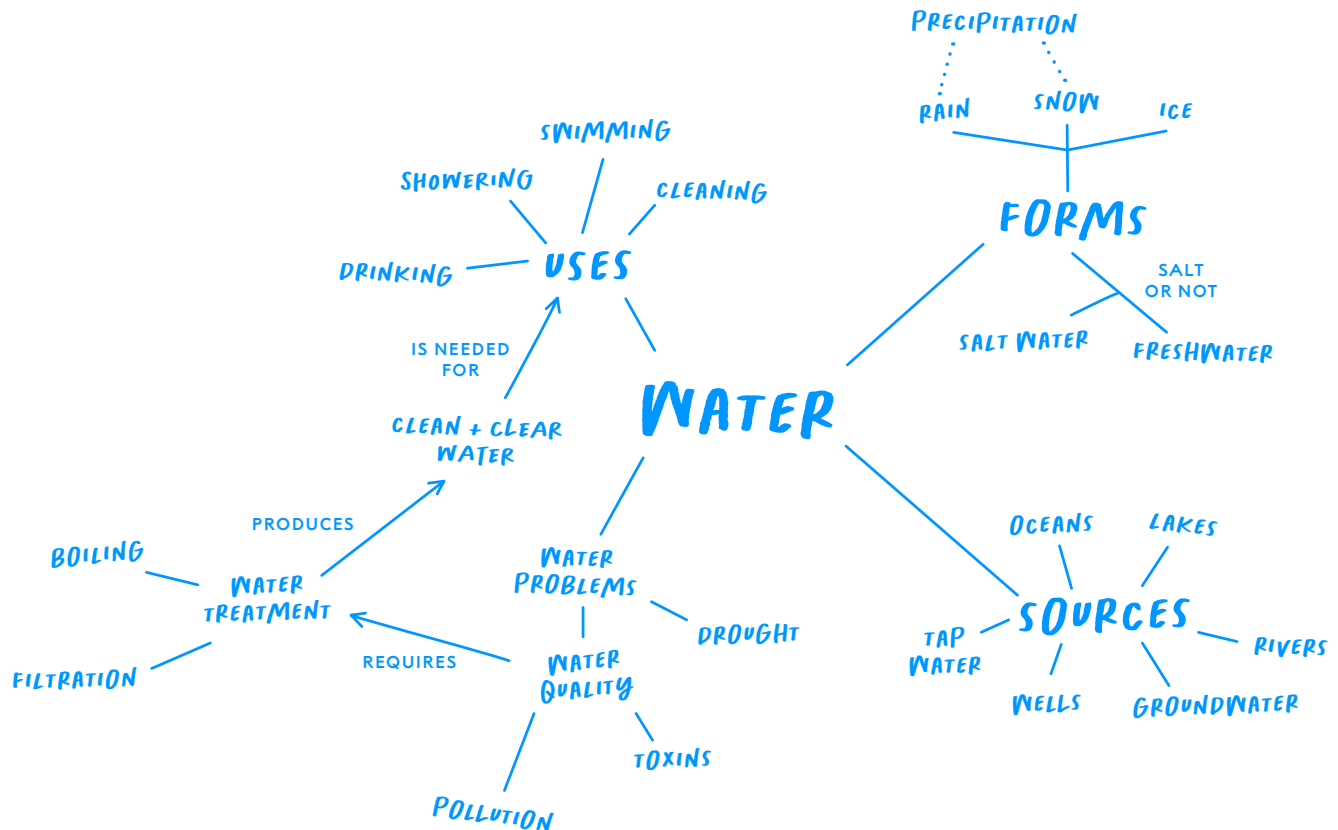 PRECIPITATION
RAIN
SNOW
ICE
FORMS
SALT
OR NOT
SALT WATER
FRESHWATER
SWIMMING
SHOWERING
CLEANING
DRINKING
USES
IS NEEDED
FOR
CLEAN + CLEAR
WATER
WATER
PRODUCES
BOILING
WATER
TREATMENT
FILTRATION
REQUIRES
WATER
PROBLEMS
DROUGHT
WATER
QUALITY
TOXINS
POLLUTION
OCEANS
LAKES
SOURCES
TAP
WATER
RIVERS
WELLS
GROUNDWATER